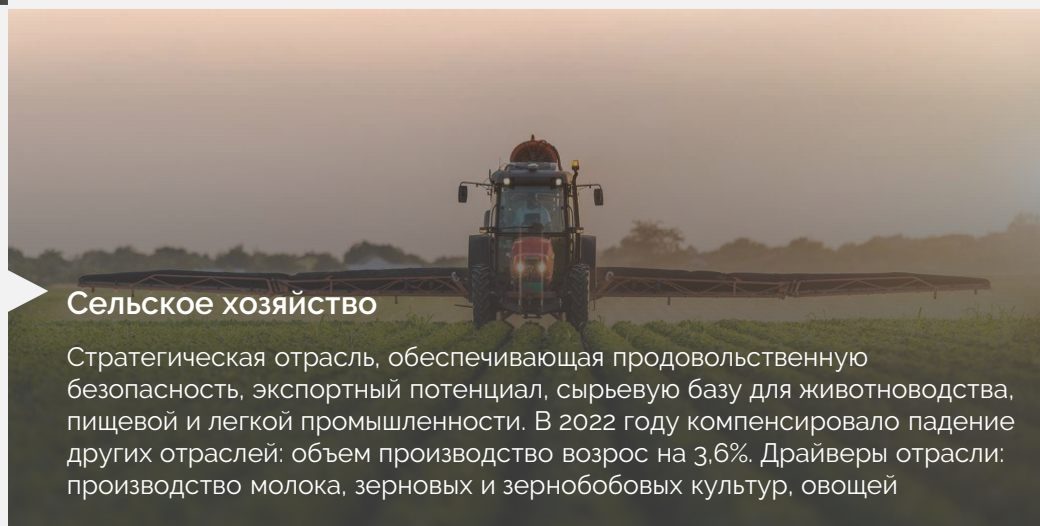 Сельское хозяйство
Стратегическая отрасль, обеспечивающая продовольственную
безопасность, экспортный потенциал, сырьевую базу для животноводства,
пищевой и легкой промышленности. В 2022 году компенсировало падение
других отраслей: объем производство возрос на 3,6%. Драйверы отрасли:
производство молока, зерновых и зернобобовых культур, овощей